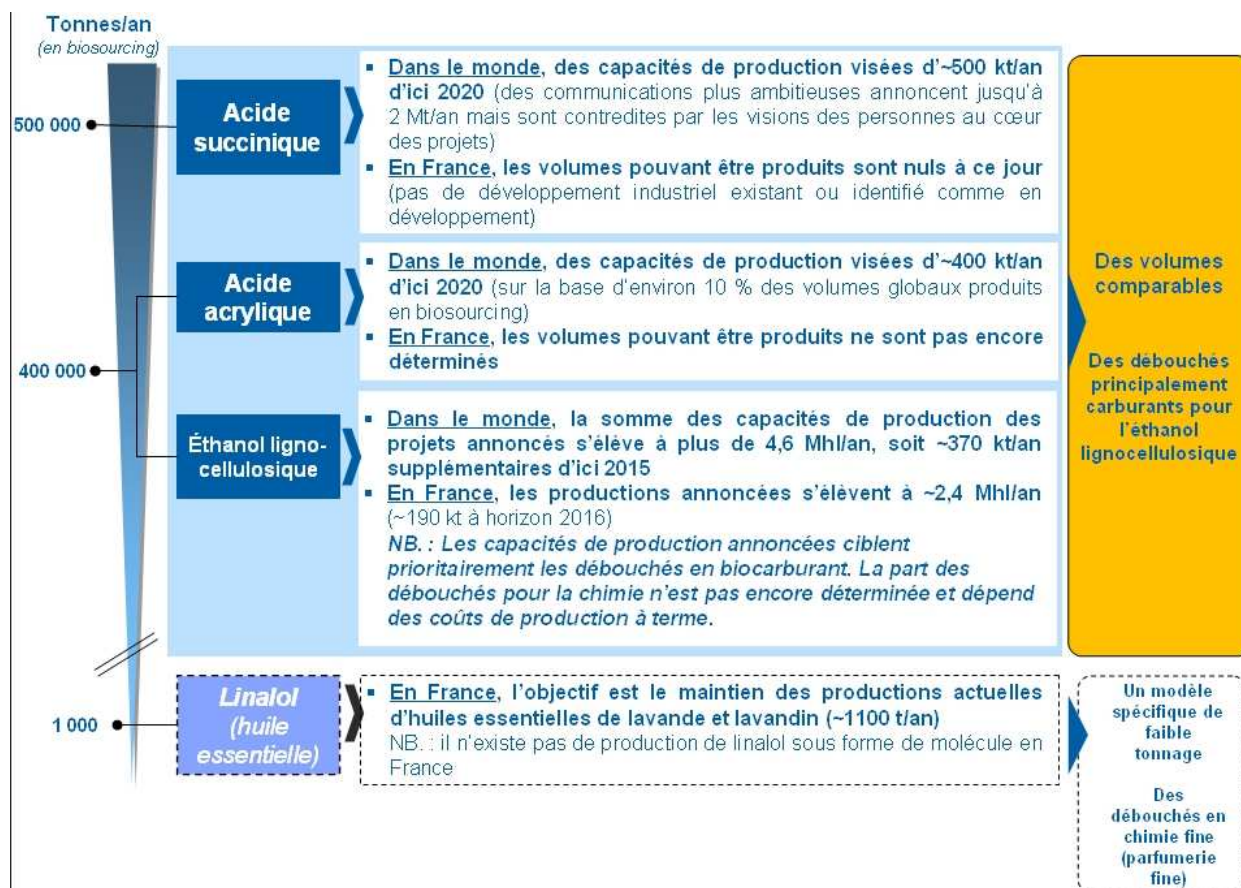 Tonnes/an
(en biosourcing)
500 000
400 000
1 000
Acide
succinique
▪ Dans le monde, des capacités de production visées d’~500 kt/an
d’ici 2020 (des communications plus ambitieuses annoncent jusqu’à
2 Mt/an mais sont contredites par les visions des personnes au cœur
des projets)
▪ En France, les volumes pouvant être produits sont nuls à ce jour
(pas de développement industriel existant ou identifié comme en
développement)
Acide
acrylique
▪ Dans le monde, des capacités de production visées d’~400 kt/an
d’ici 2020 (sur la base d’environ 10 % des volumes globaux produits
en biosourcing)
▪ En France, les volumes pouvant être produits ne sont pas encore
déterminés
Éthanol ligno-
cellulosique
▪ Dans le monde, la somme des capacités de production des
projets annoncés s’élève à plus de 4,6 Mhl/an, soit ~370 kt/an
supplémentaires d’ici 2015
▪ En France, les productions annoncées s’élèvent à ~2,4 Mhl/an
(~190 kt à horizon 2016)
NB. : Les capacités de production annoncées ciblent
prioritairement les débouchés en biocarburant. La part des
débouchés pour la chimie n’est pas encore déterminée et dépend
des coûts de production à terme.
Des volumes
comparables
Des débouchés
principalement
carburants pour
l’éthanol
lignocellulosique
Linalol
(huile
essentielle)
▪ En France, l’objectif est le maintien des productions actuelles
d’huiles essentielles de lavande et lavandin (~1100 t/an)
NB. : il n’existe pas de production de linalol sous forme de molécule en
France
Un modèle
spécifique de
faible
tonnage
Des
débouchés en
chimie fine
(parfumerie
fine)